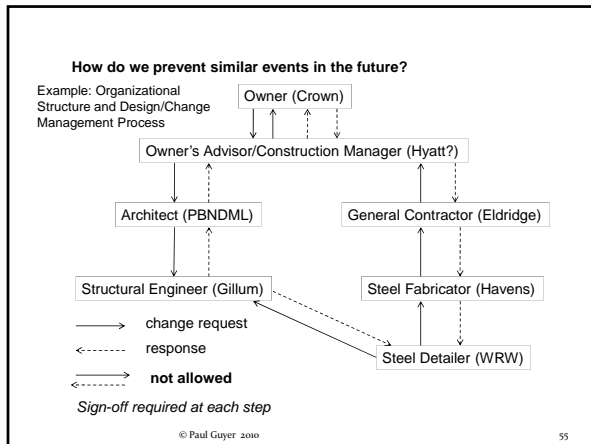 How do we prevent similar events in the future?
Example: Organizational
Structure and Design/Change
Management Process
Owner (Crown)
Owner's Advisor/Construction Manager (Hyatt?)
Architect (PBNDML)
General Contractor (Eldridge)
Structural Engineer (Gillum)
Steel Fabricator (Havens)
change request
response
Steel Detailer (WRW)
not allowed
Sign-off required at each step
© Paul Guyer 2010
55